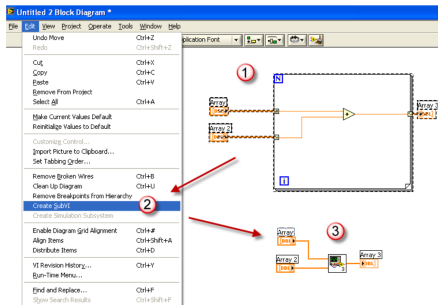 Untitled 2 Block Diagram *
File Edit View Project Operate Tools Window Help
Undo Move Ctrl+Z
Redo Ctrl+Shift+Z
Cut Ctrl+X
Copy Ctrl+C
Paste Ctrl+V
Remove From Project
Select All Ctrl+A
Make Current Values Default
Reinitialize Values to Default
Customize Control...
Import Picture to Clipboard...
Set Tabbing Order...
Remove Broken Wires Ctrl+B
Clean Up Diagram Ctrl+U
Remove Breakpoints from Hierarchy
Create SubVI
Create Simulation Subsystem
Enable Diagram Grid Alignment Ctrl+#
Align Items Ctrl+Shift+A
Distribute Items Ctrl+D
VI Revision History... Ctrl+Y
Run-Time Menu...
Find and Replace... Ctrl+F
Show Search Results Ctrl+Shift+F
plication Font
1
N
Array
Array 2
Array 3
i
2
3
Array
DBL
Array 2
DBL
Array 3
DBL
3